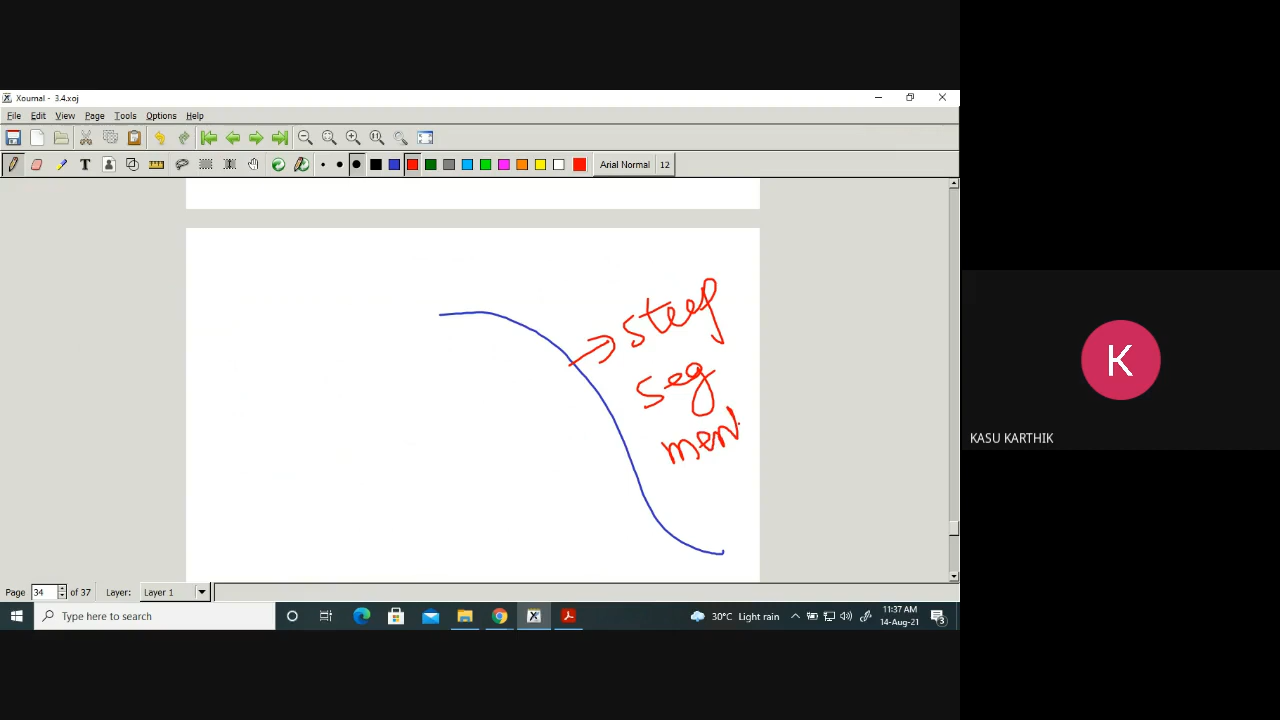 Xournal - 3.4.xoj
File Edit View Page Tools Options Help
Arial Normal 12
steep
seg
men
KASU KARTHIK
K
Page 34 of 37 Layer: Layer 1
Type here to search
30°C Light rain
11:37 AM
14-Aug-21
3